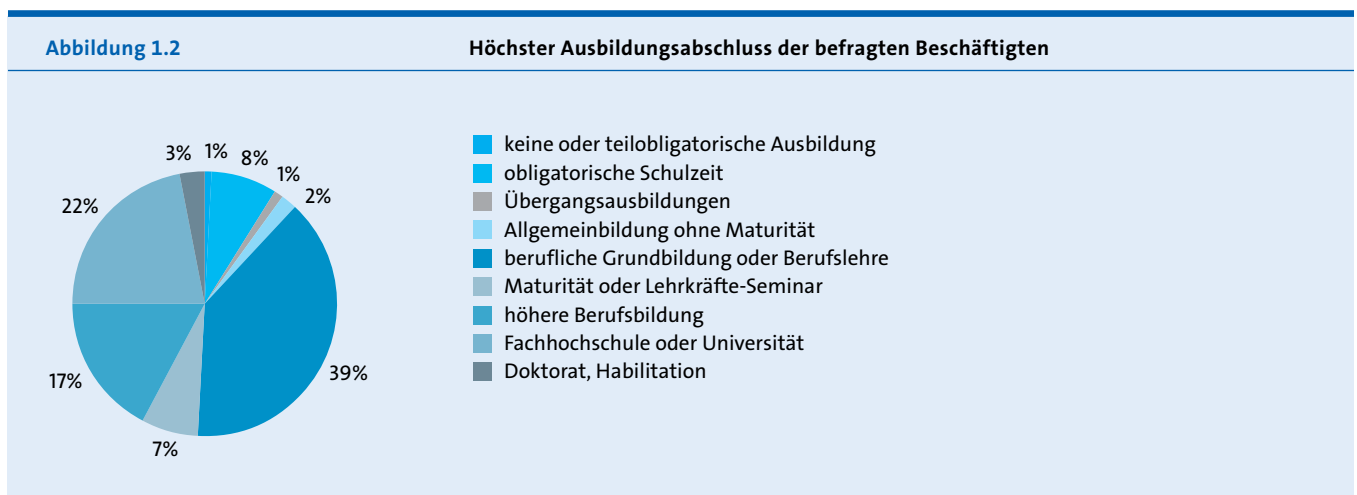 Abbildung 1.2 Höchster Ausbildungsabschluss der befragten Beschäftigten
3% 1% 8% 1% 2%
22%
17%
7%
39%
keine oder teilobligatorische Ausbildung
obligatorische Schulzeit
Übergangsausbildungen
Allgemeinbildung ohne Maturität
berufliche Grundbildung oder Berufslehre
Maturität oder Lehrkräfte-Seminar
höhere Berufsbildung
Fachhochschule oder Universität
Doktorat, Habilitation